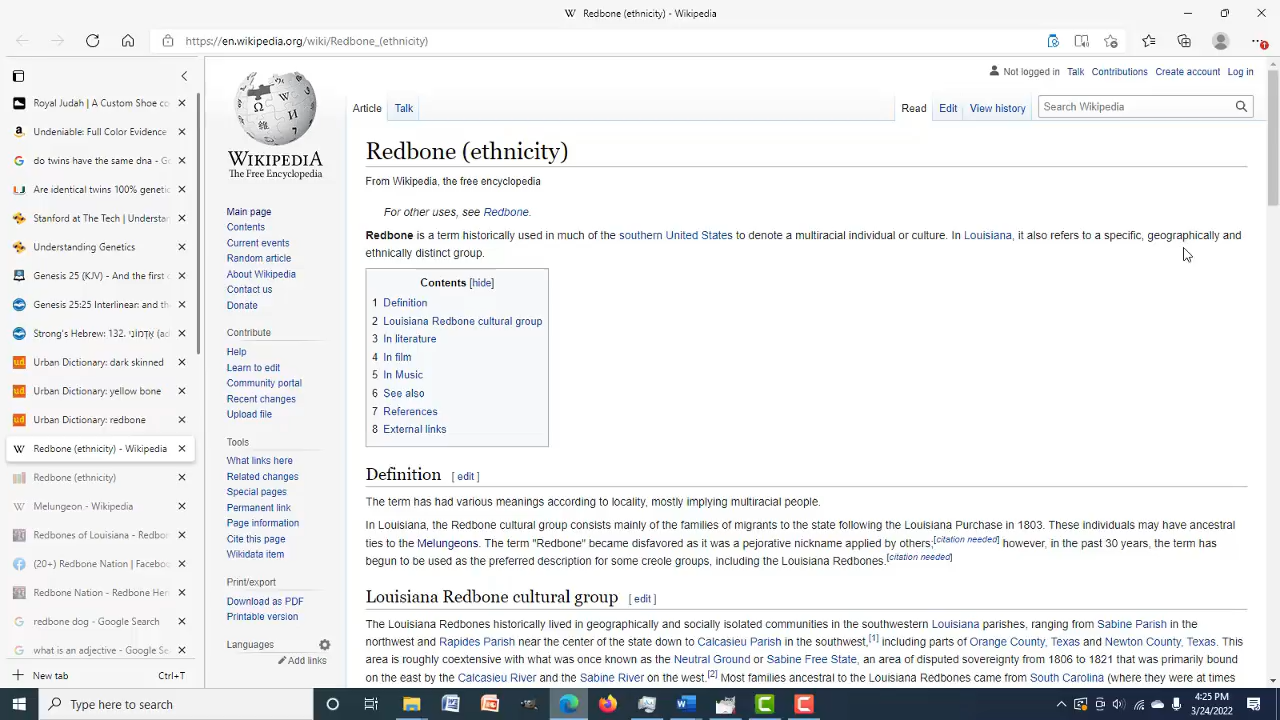 Redbone (ethnicity) - Wikipedia
https://en.wikipedia.org/wiki/Redbone_(ethnicity)
Royal Judah | A Custom Shoe co
Undeniable: Full Color Evidence
do twins have the same dna - Go
Are identical twins 100% genetic
Stanford at The Tech | Understa
Understanding Genetics
Genesis 25 (KJV) - And the first
Genesis 25:25 Interlinear: and th
Strong's Hebrew: 132. אַדְמוֹנִי (ad
Urban Dictionary: dark skinned
Urban Dictionary: yellow bone
Urban Dictionary: redbone
Redbone (ethnicity) - Wikipedia
Redbone (ethnicity)
Melungeon - Wikipedia
Redbones of Louisiana - Redbo
(20+) Redbone Nation | Facebo
Redbone Nation - Redbone Her
redbone dog - Google Search
what is an adjective - Google Se
New tab Ctrl+T
WIKIPEDIA
The Free Encyclopedia
Main page
Contents
Current events
Random article
About Wikipedia
Contact us
Donate
Contribute
Help
Learn to edit
Community portal
Recent changes
Upload file
Tools
What links here
Related changes
Special pages
Permanent link
Page information
Cite this page
Wikidata item
Print/export
Download as PDF
Printable version
Languages
Add links
Not logged in Talk Contributions Create account Log in
Article Talk Read Edit View history Search Wikipedia
Redbone (ethnicity)
From Wikipedia, the free encyclopedia
For other uses, see Redbone.
Redbone is a term historically used in much of the southern United States to denote a multiracial individual or culture. In Louisiana, it also refers to a specific, geographically and
ethnically distinct group.
Contents [hide]
1 Definition
2 Louisiana Redbone cultural group
3 In literature
4 In film
5 In Music
6 See also
7 References
8 External links
Definition [ edit ]
The term has had various meanings according to locality, mostly implying multiracial people.
In Louisiana, the Redbone cultural group consists mainly of the families of migrants to the state following the Louisiana Purchase in 1803. These individuals may have ancestral
ties to the Melungeons. The term "Redbone" became disfavored as it was a pejorative nickname applied by others;[citation needed] however, in the past 30 years, the term has
begun to be used as the preferred description for some creole groups, including the Louisiana Redbones.[citation needed]
Louisiana Redbone cultural group [ edit ]
The Louisiana Redbones historically lived in geographically and socially isolated communities in the southwestern Louisiana parishes, ranging from Sabine Parish in the
northwest and Rapides Parish near the center of the state down to Calcasieu Parish in the southwest,[1] including parts of Orange County, Texas and Newton County, Texas. This
area is roughly coextensive with what was once known as the Neutral Ground or Sabine Free State, an area of disputed sovereignty from 1806 to 1821 that was primarily bound
on the east by the Calcasieu River and the Sabine River on the west.[2] Most families ancestral to the Louisiana Redbones came from South Carolina (where they were at times
Type here to search
4:25 PM
3/24/2022